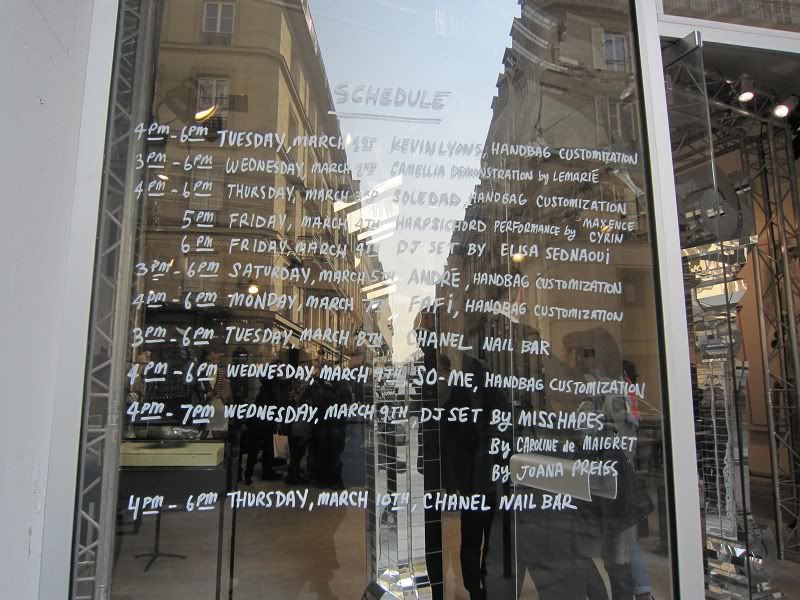 SCHEDULE
4PM - 6PM TUESDAY, MARCH 1ST KEVIN LYONS, HANDBAG CUSTOMIZATION
3PM - 6PM WEDNESDAY, MARCH 2ND CAMELLIA DEMONSTRATION by LEMARIÉ
4PM - 6PM THURSDAY, MARCH 3RD SOLEDAD, HANDBAG CUSTOMIZATION
5PM FRIDAY, MARCH 4TH HARPSICHORD PERFORMANCE by MAXENCE
CYRIN
6PM FRIDAY, MARCH 4TH DJ SET BY ELISA SEDNAOUI
3PM - 6PM SATURDAY, MARCH 5TH ANDRÉ, HANDBAG CUSTOMIZATION
4PM - 6PM MONDAY, MARCH 7TH FAFI, HANDBAG CUSTOMIZATION
3PM - 6PM TUESDAY, MARCH 8TH CHANEL NAIL BAR
4PM - 6PM WEDNESDAY, MARCH 9TH, SO-ME, HANDBAG CUSTOMIZATION
4PM - 7PM WEDNESDAY, MARCH 9TH, DJ SET By MISSHAPES
By CAROLINE de MAIGRET
By JOANA PREISS
4PM - 6PM THURSDAY, MARCH 10TH, CHANEL NAIL BAR